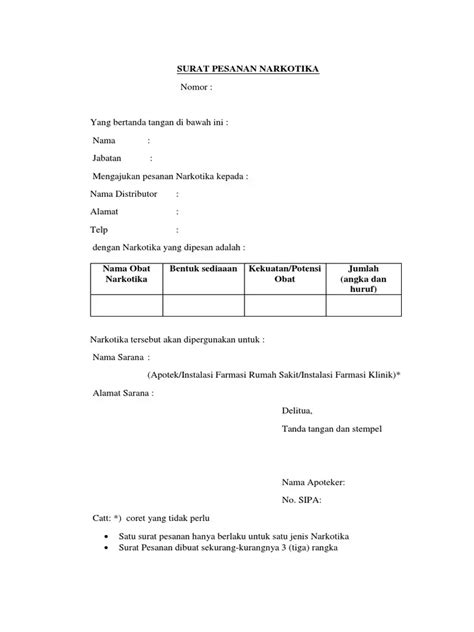 SURAT PESANAN NARKOTIKA
Nomor :
Yang bertanda tangan di bawah ini :
Nama :
Jabatan :
Mengajukan pesanan Narkotika kepada :
Nama Distributor :
Alamat :
Telp :
dengan Narkotika yang dipesan adalah :
Nama Obat Narkotika
Bentuk sediaaan
Kekuatan/Potensi Obat
Jumlah (angka dan huruf)
Narkotika tersebut akan dipergunakan untuk :
Nama Sarana :
(Apotek/Instalasi Farmasi Rumah Sakit/Instalasi Farmasi Klinik)*
Alamat Sarana :
Delitua,
Tanda tangan dan stempel
Nama Apoteker:
No. SIPA:
Catt: *) coret yang tidak perlu
• Satu surat pesanan hanya berlaku untuk satu jenis Narkotika
• Surat Pesanan dibuat sekurang-kurangnya 3 (tiga) rangka